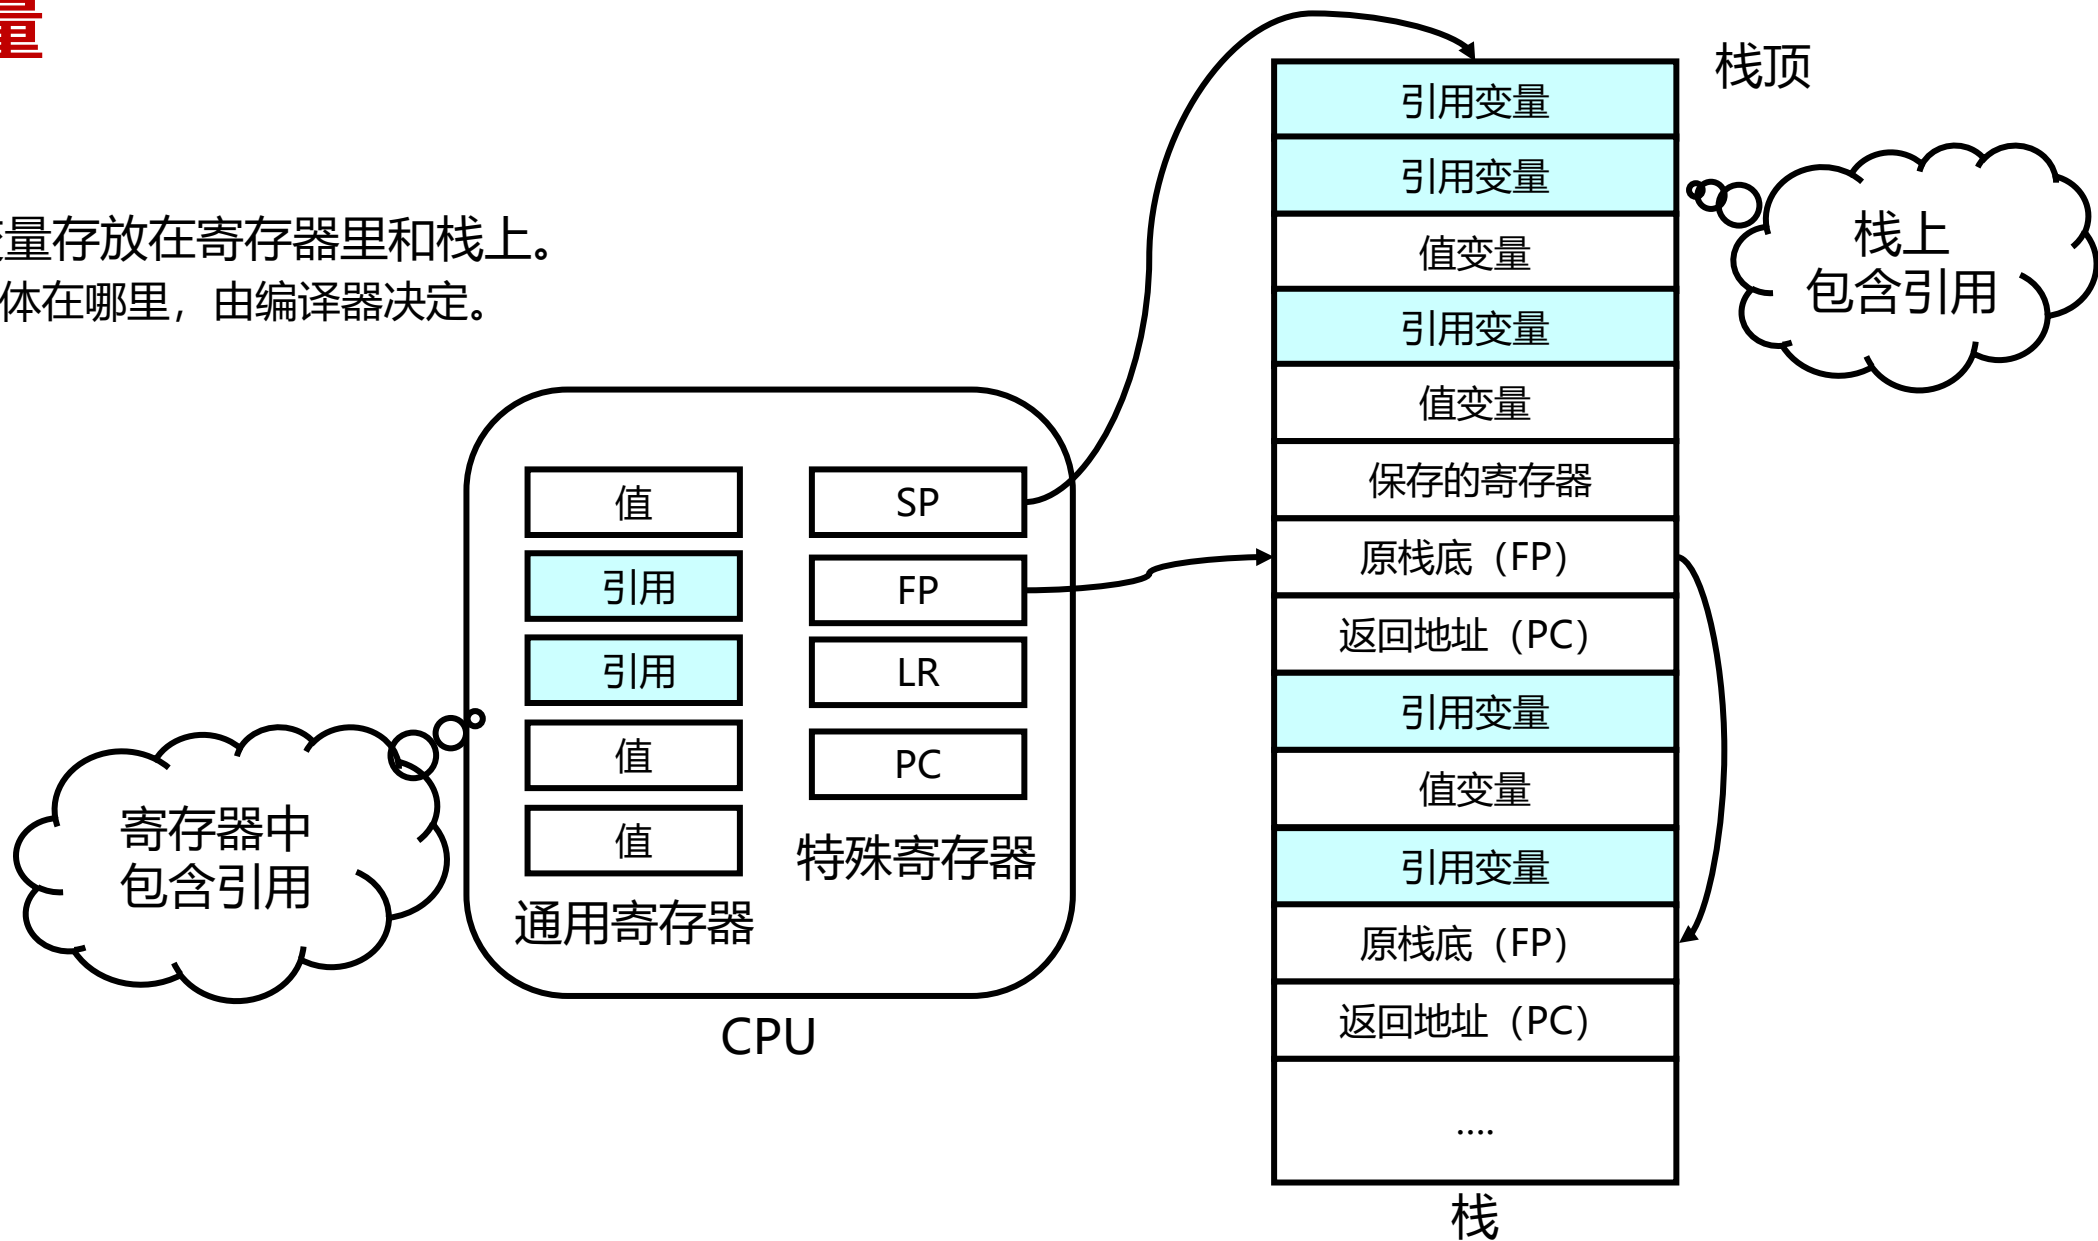 量
量存放在寄存器里和栈上。
体在哪里，由编译器决定。
值
引用
引用
值
值
通用寄存器
SP
FP
LR
PC
特殊寄存器
CPU
寄存器中
包含引用
栈顶
引用变量
引用变量
值变量
引用变量
值变量
保存的寄存器
原栈底（FP）
返回地址（PC）
引用变量
值变量
引用变量
原栈底（FP）
返回地址（PC）
....
栈
栈上
包含引用